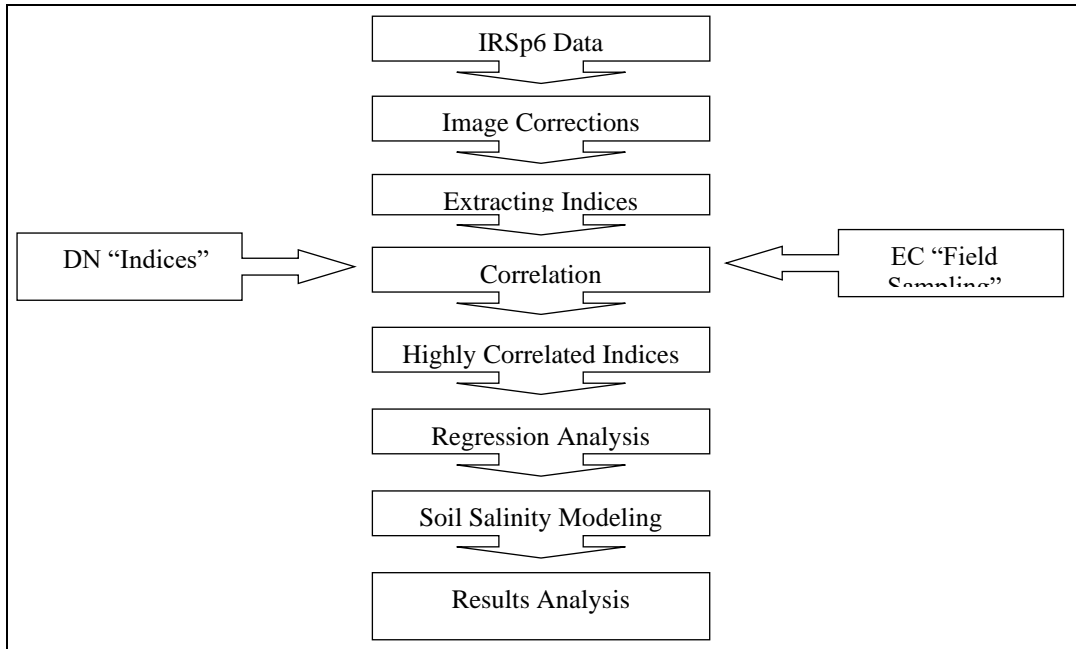 IRSp6 Data
Image Corrections
Extracting Indices
DN “Indices”
Correlation
EC “Field
Sampling”
Highly Correlated Indices
Regression Analysis
Soil Salinity Modeling
Results Analysis